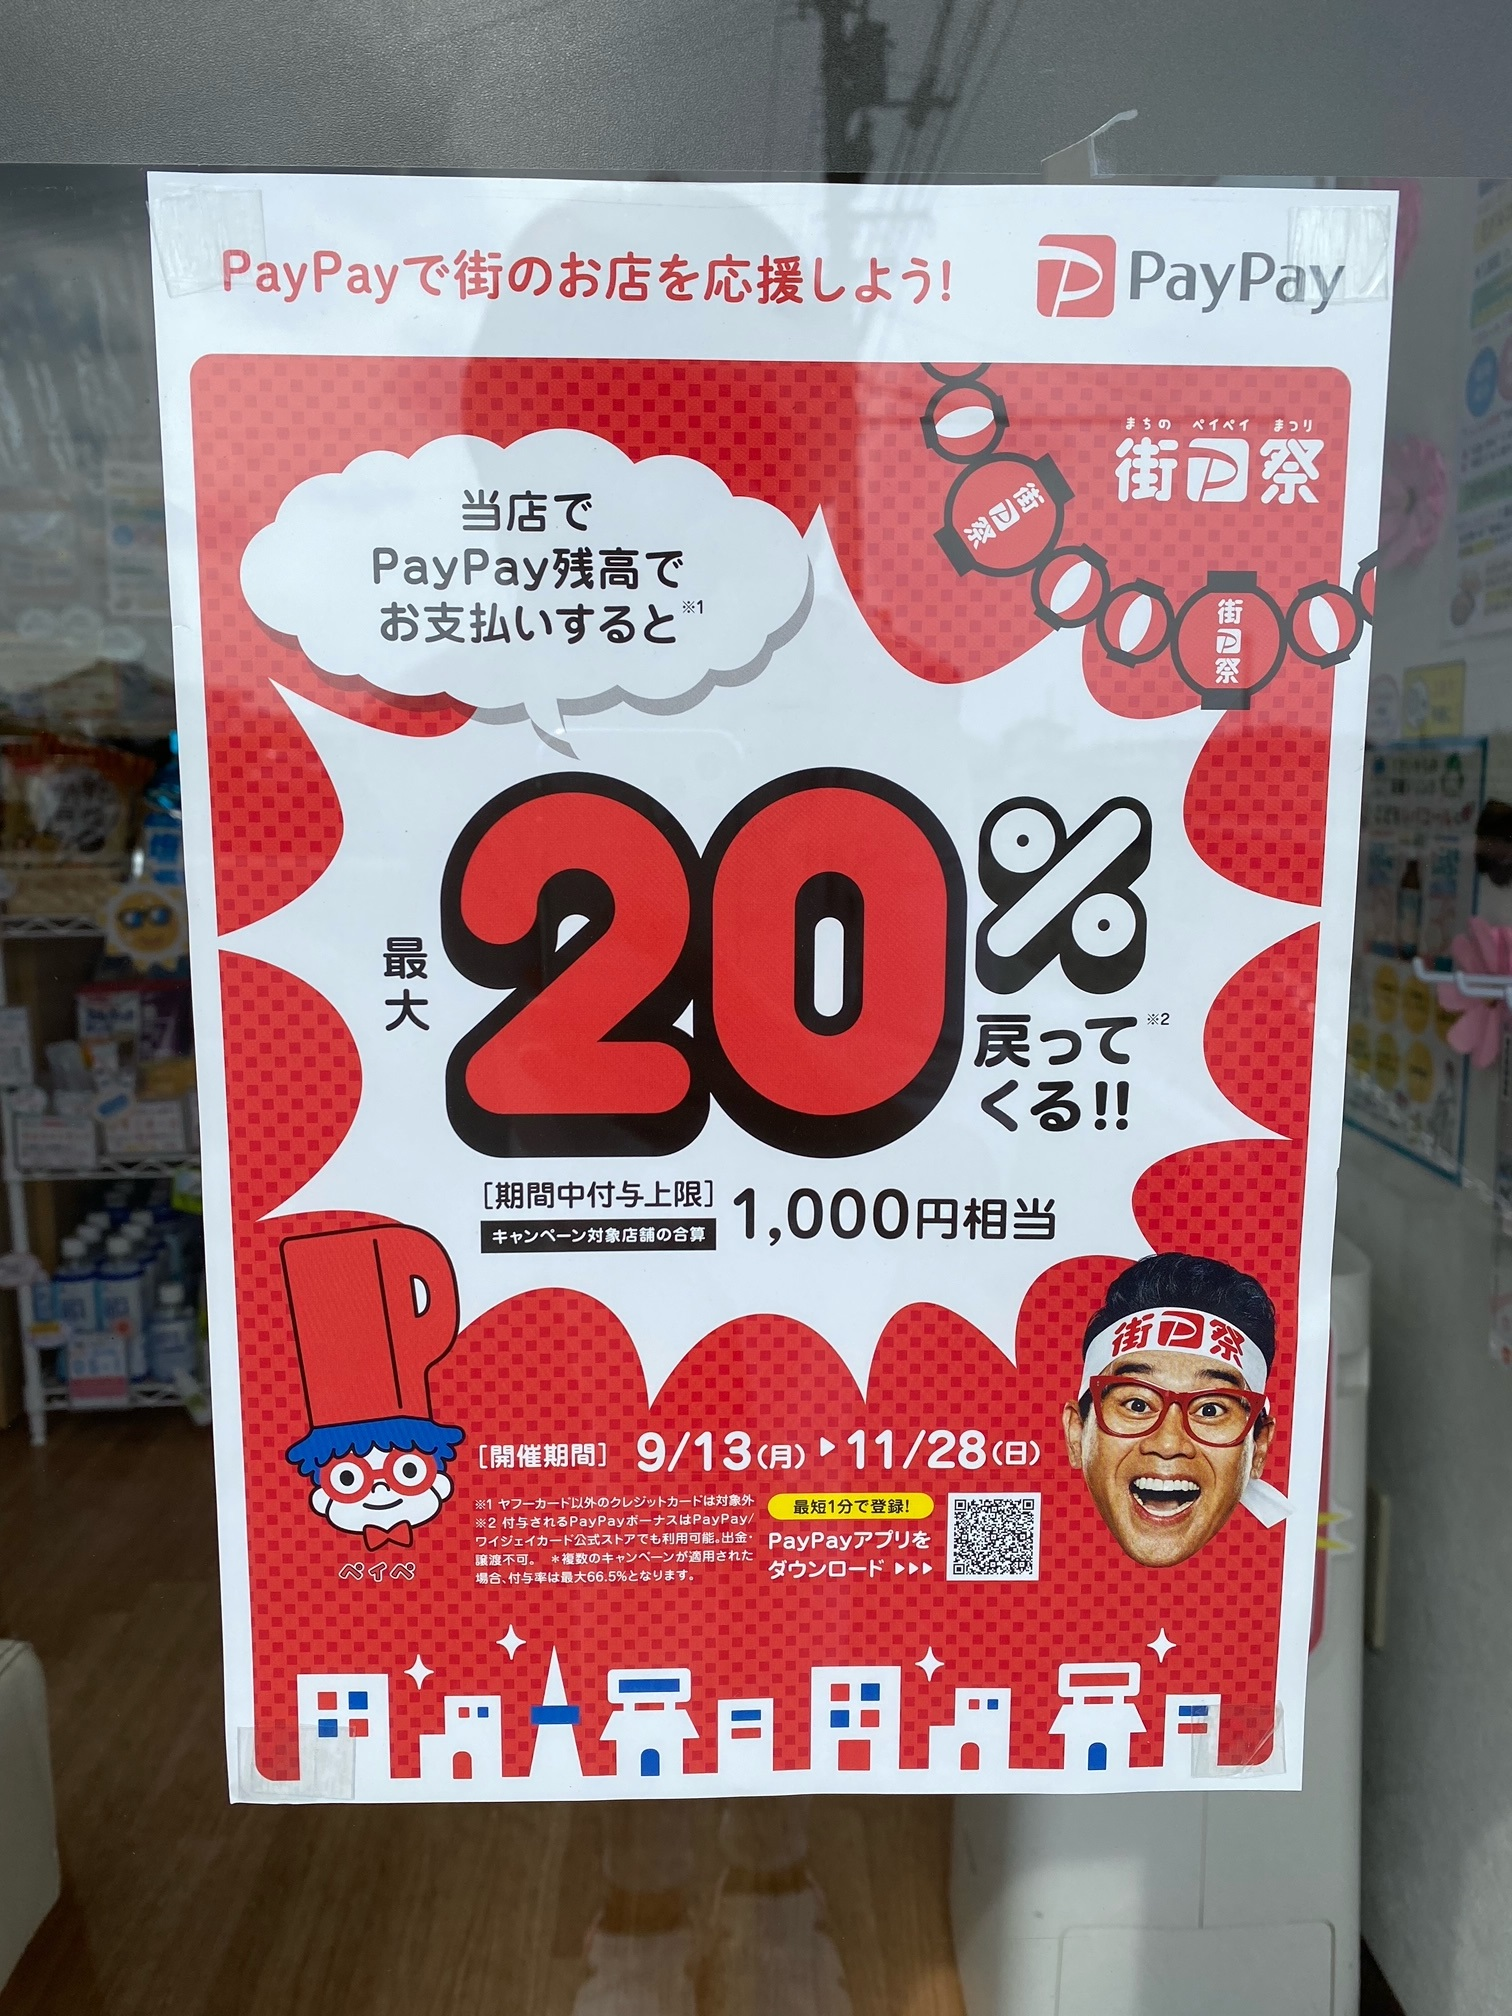 PayPayで街のお店を応援しよう!
PayPay
まちの ペイペイ まつり
街P祭
街P祭
街P祭
当店で
PayPay残高で
お支払いすると※1
最大
20%
戻って※2
くる!!
[期間中付与上限]
キャンペーン対象店舗の合算
1,000円相当
街P祭
[開催期間] 9/13(月)▶11/28(日)
※1 ヤフーカード以外のクレジットカードは対象外
※2 付与されるPayPayボーナスはPayPay/
ワイジェイカード公式ストアでも利用可能。出金・
譲渡不可。 *複数のキャンペーンが適用された
場合、付与率は最大66.5%となります。
最短1分で登録!
PayPayアプリを
ダウンロード ▶▶▶
ペイペ